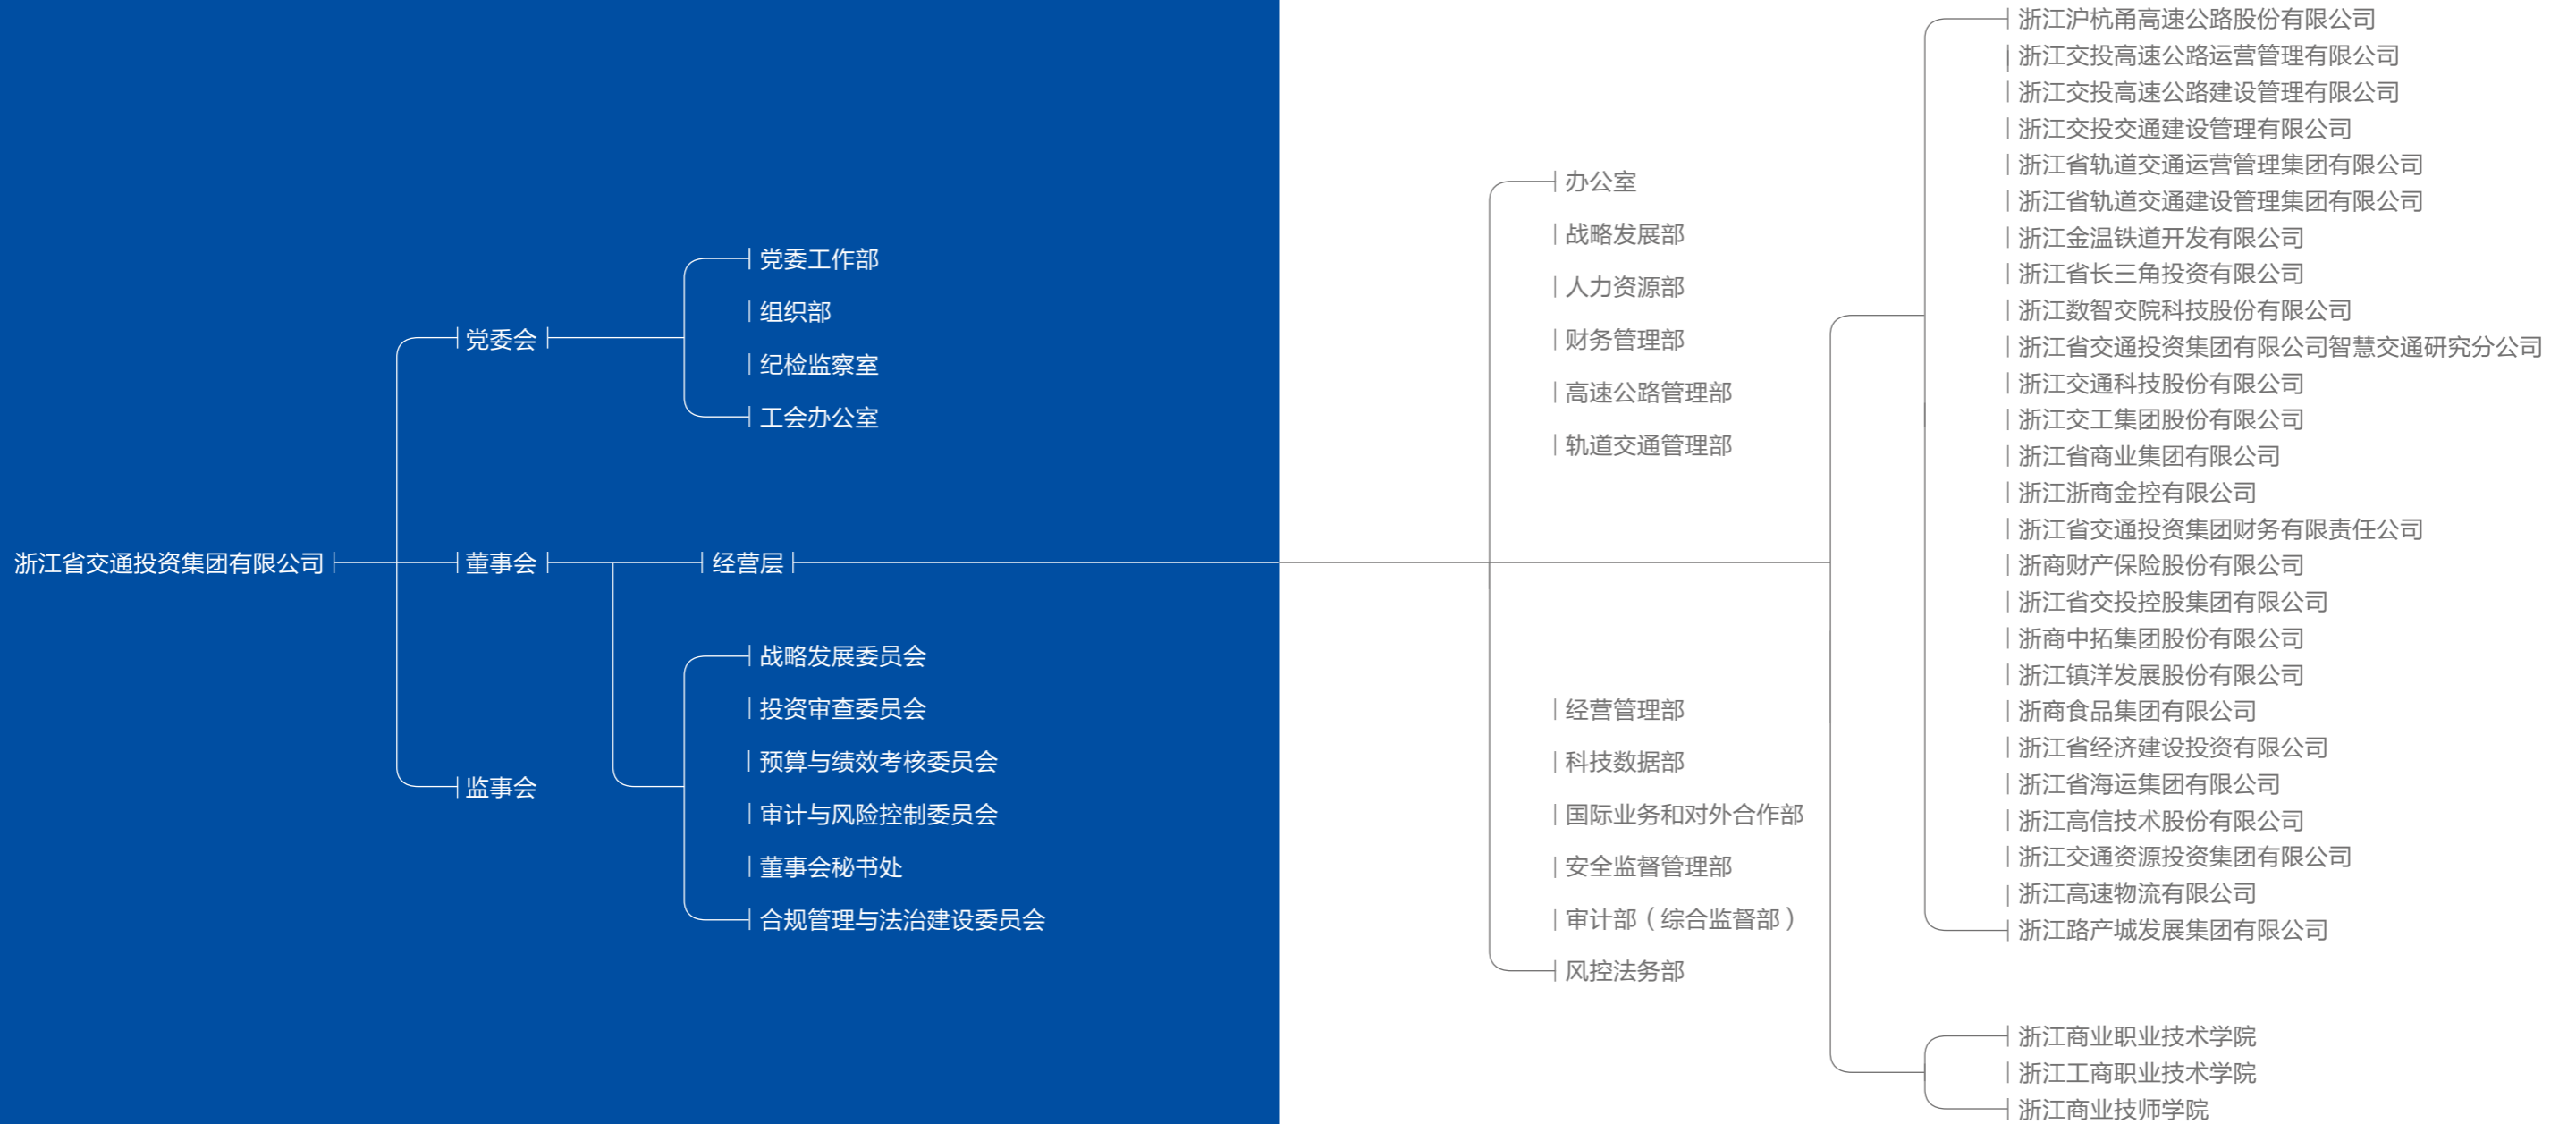 浙江省交通投资集团有限公司
党委会
党委工作部
组织部
纪检监察室
工会办公室
董事会
经营层
战略发展委员会
投资审查委员会
预算与绩效考核委员会
审计与风险控制委员会
董事会秘书处
合规管理与法治建设委员会
监事会
办公室
战略发展部
人力资源部
财务管理部
高速公路管理部
轨道交通管理部
经营管理部
科技数据部
国际业务和对外合作部
安全监督管理部
审计部（综合监督部）
风控法务部
浙江沪杭甬高速公路股份有限公司
浙江交投高速公路运营管理有限公司
浙江交投高速公路建设管理有限公司
浙江交投交通建设管理有限公司
浙江省轨道交通运营管理集团有限公司
浙江省轨道交通建设管理集团有限公司
浙江金温铁道开发有限公司
浙江省长三角投资有限公司
浙江数智交院科技股份有限公司
浙江省交通投资集团有限公司智慧交通研究分公司
浙江交通科技股份有限公司
浙江交工集团股份有限公司
浙江省商业集团有限公司
浙江浙商金控有限公司
浙江省交通投资集团财务有限责任公司
浙商财产保险股份有限公司
浙江省交投控股集团有限公司
浙商中拓集团股份有限公司
浙江镇洋发展股份有限公司
浙商食品集团有限公司
浙江省经济建设投资有限公司
浙江省海运集团有限公司
浙江高信技术股份有限公司
浙江交通资源投资集团有限公司
浙江高速物流有限公司
浙江路产城发展集团有限公司
浙江商业职业技术学院
浙江工商职业技术学院
浙江商业技师学院